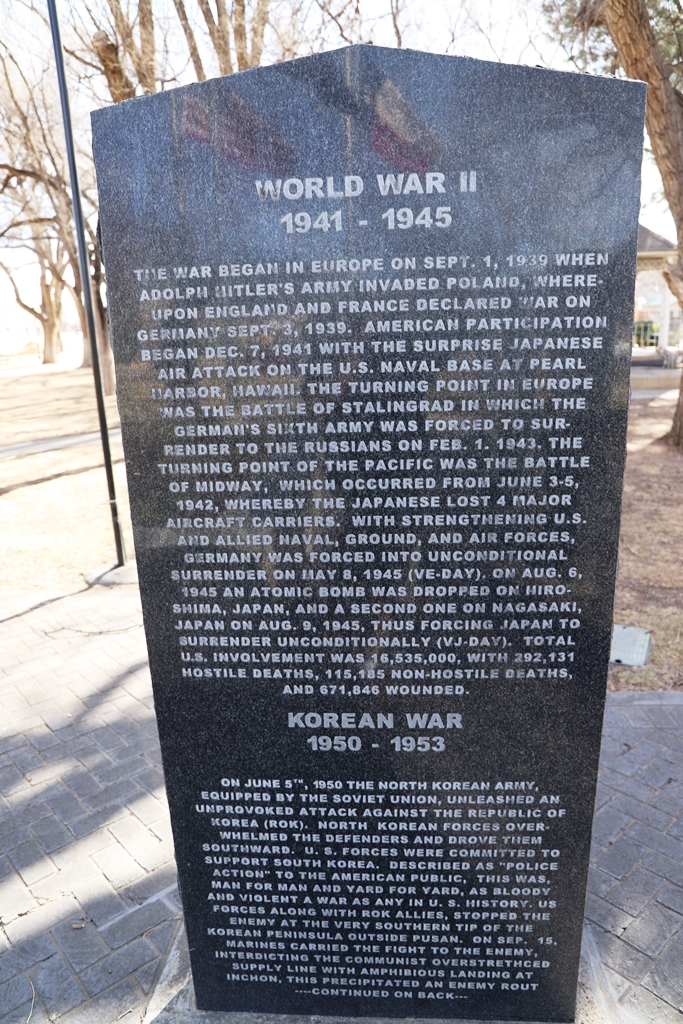 WORLD WAR II
1941 - 1945
THE WAR BEGAN IN EUROPE ON SEPT. 1, 1939 WHEN
ADOLPH HITLER'S ARMY INVADED POLAND, WHERE-
UPON ENGLAND AND FRANCE DECLARED WAR ON
GERMANY SEPT. 3, 1939. AMERICAN PARTICIPATION
BEGAN DEC. 7, 1941 WITH THE SURPRISE JAPANESE
AIR ATTACK ON THE U.S. NAVAL BASE AT PEARL
HARBOR, HAWAII. THE TURNING POINT IN EUROPE
WAS THE BATTLE OF STALINGRAD IN WHICH THE
GERMAN'S SIXTH ARMY WAS FORCED TO SUR-
RENDER TO THE RUSSIANS ON FEB. 1. 1943. THE
TURNING POINT OF THE PACIFIC WAS THE BATTLE
OF MIDWAY, WHICH OCCURRED FROM JUNE 3-5,
1942, WHEREBY THE JAPANESE LOST 4 MAJOR
AIRCRAFT CARRIERS. WITH STRENGTHENING U.S.
AND ALLIED NAVAL, GROUND, AND AIR FORCES,
GERMANY WAS FORCED INTO UNCONDITIONAL
SURRENDER ON MAY 8, 1945 (VE-DAY). ON AUG. 6,
1945 AN ATOMIC BOMB WAS DROPPED ON HIRO-
SHIMA, JAPAN, AND A SECOND ONE ON NAGASAKI,
JAPAN ON AUG. 9, 1945, THUS FORCING JAPAN TO
SURRENDER UNCONDITIONALLY (VJ-DAY). TOTAL
U.S. INVOLVEMENT WAS 16,535,000, WITH 292,131
HOSTILE DEATHS, 115,185 NON-HOSTILE DEATHS,
AND 671,846 WOUNDED.
KOREAN WAR
1950 - 1953
ON JUNE 5TH, 1950 THE NORTH KOREAN ARMY,
EQUIPPED BY THE SOVIET UNION, UNLEASHED AN
UNPROVOKED ATTACK AGAINST THE REPUBLIC OF
KOREA (ROK). NORTH KOREAN FORCES OVER-
WHELMED THE DEFENDERS AND DROVE THEM
SOUTHWARD. U. S. FORCES WERE COMMITTED TO
SUPPORT SOUTH KOREA. DESCRIBED AS "POLICE
ACTION" TO THE AMERICAN PUBLIC, THIS WAS,
MAN FOR MAN AND YARD FOR YARD, AS BLOODY
AND VIOLENT A WAR AS ANY IN U. S. HISTORY. US
FORCES ALONG WITH ROK ALLIES, STOPPED THE
ENEMY AT THE VERY SOUTHERN TIP OF THE
KOREAN PENINSULA OUTSIDE PUSAN. ON SEP. 15,
MARINES CARRIED THE FIGHT TO THE ENEMY,
INTERDICTING THE COMMUNIST OVERSTRETHCED
SUPPLY LINE WITH AMPHIBIOUS LANDING AT
INCHON, THIS PRECIPITATED AN ENEMY ROUT
----CONTINUED ON BACK---